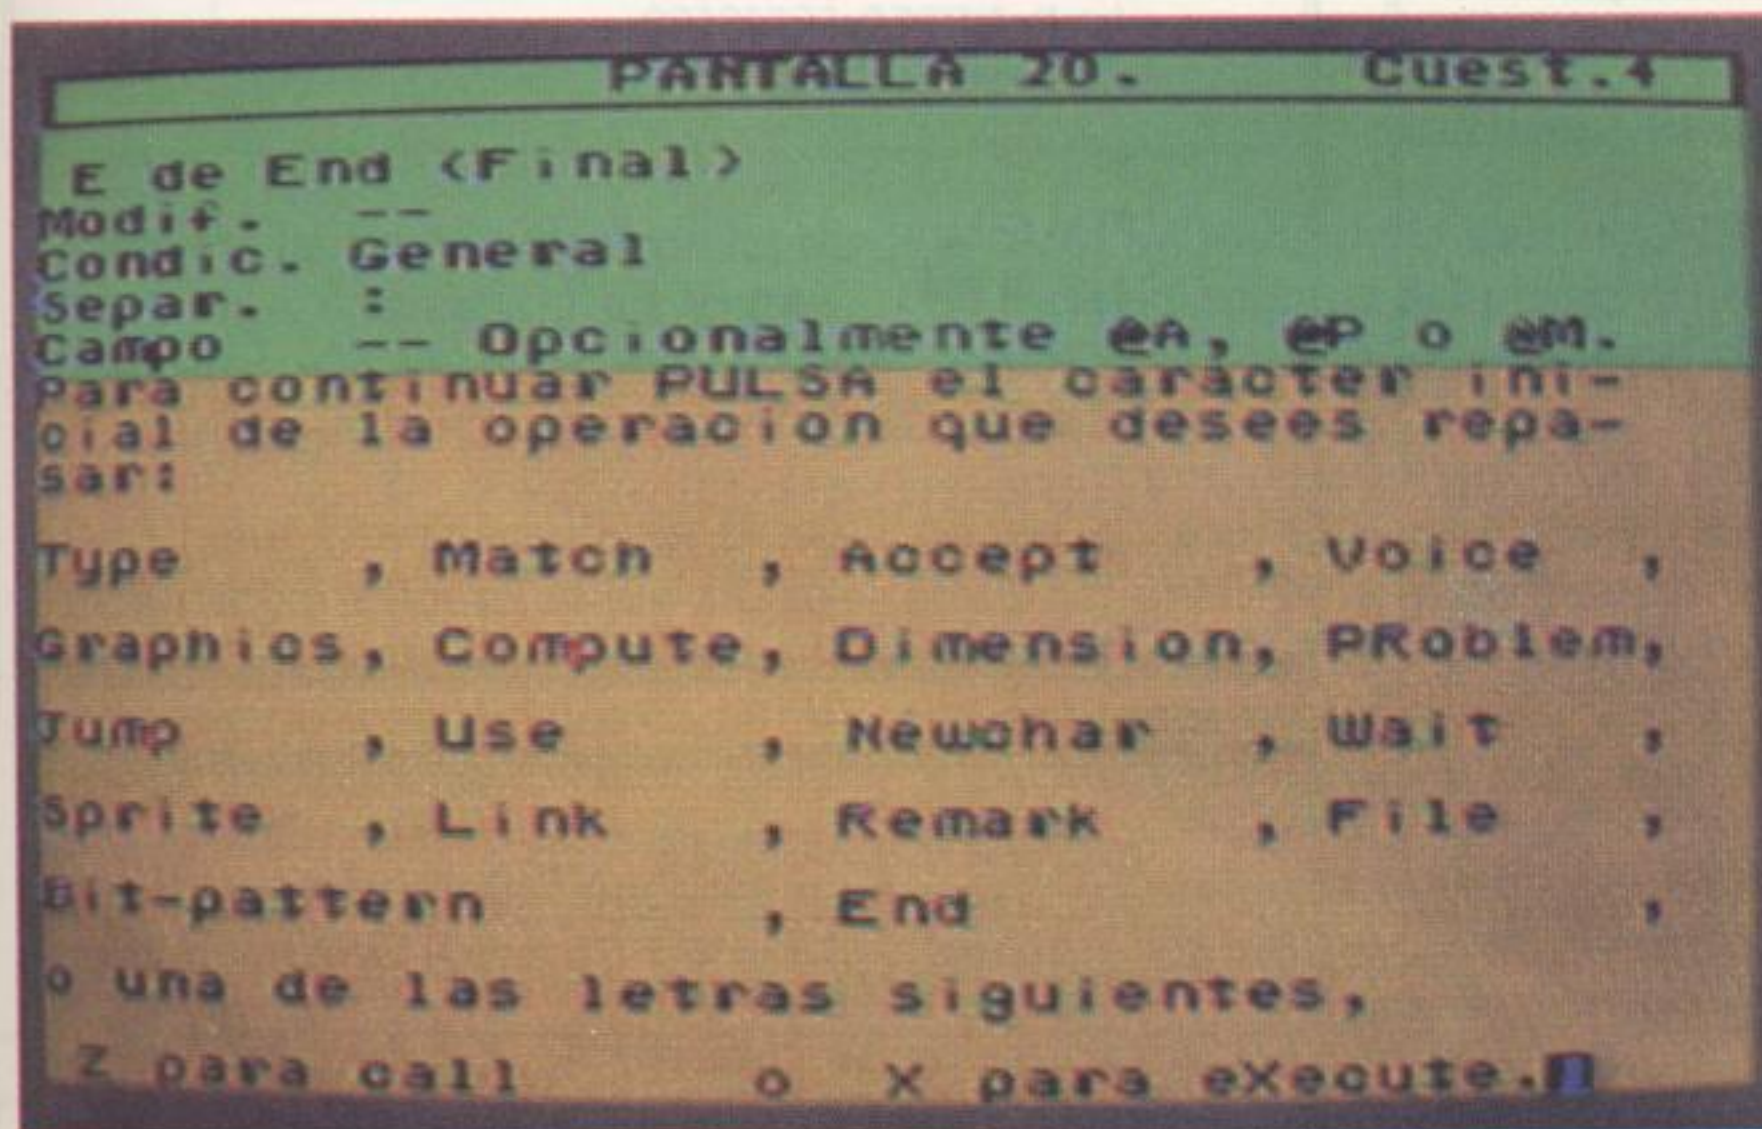 PANTALLA 20. Cuest.4
E de End <Final>
Modif. --
Condic. General
Separ. :
Campo -- Opcionalmente @A, @P o @M.
Para continuar PULSA el caracter ini-
cial de la operacion que desees repa-
sar:
Type , Match , Accept , Voice ,
Graphics, Compute, Dimension, PRoblem,
Jump , Use , Newchar , Wait ,
Sprite , Link , Remark , File ,
Bit-pattern , End ,
o una de las letras siguientes,
Z para call o X para eXecute.